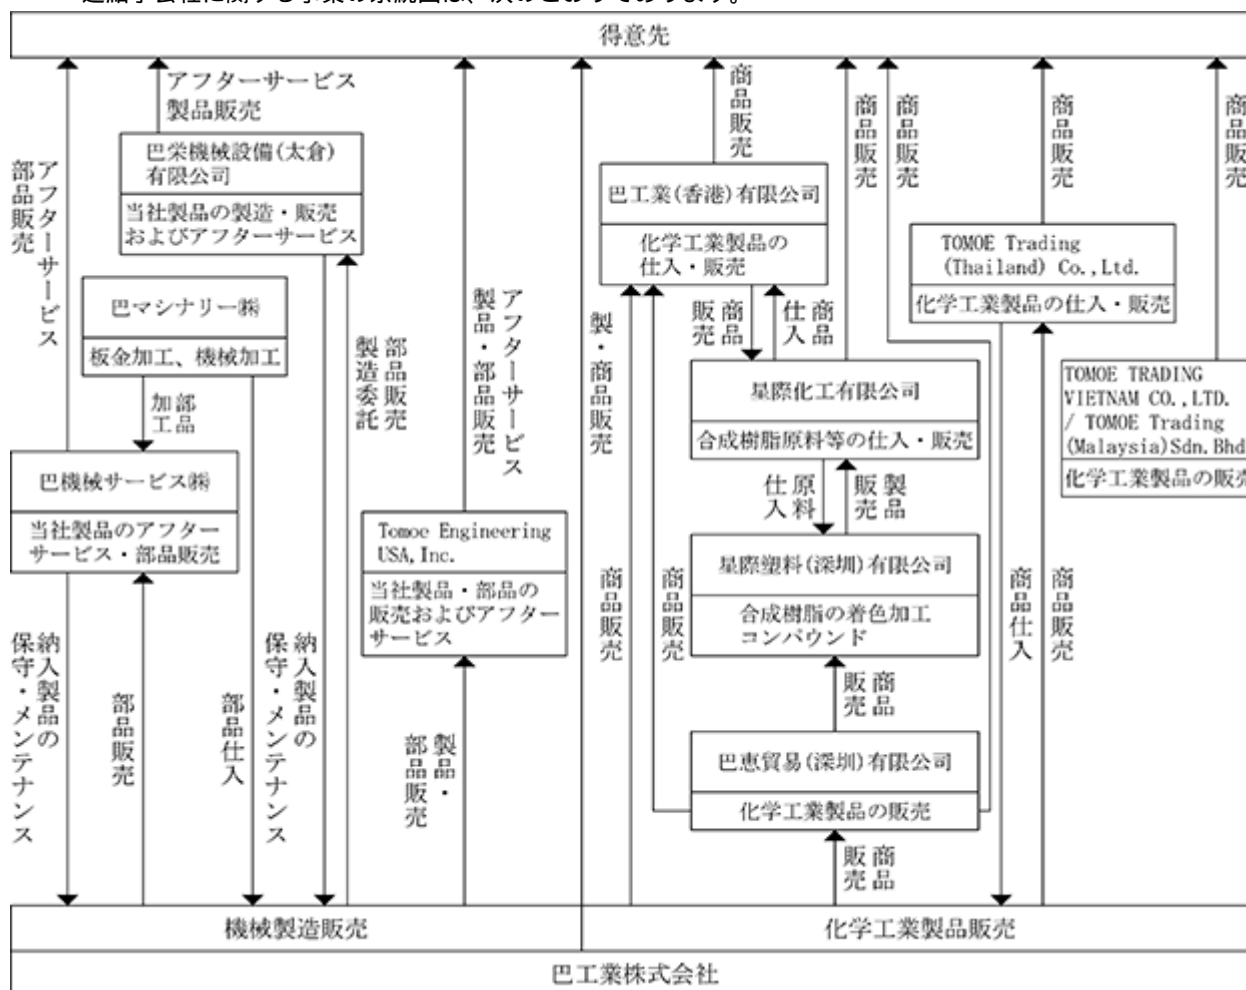 連結子会社に関する事業の系統図は、次のとおりであります。
得意先
アフターサービス
製品販売
巴栄機械設備(太倉)
有限公司
当社製品の製造・販売
およびアフターサービス
アフターサービス
部品販売
巴マシナリー㈱
板金加工、機械加工
部品
加工
巴機械サービス㈱
当社製品のアフター
サービス・部品販売
納入製品の
保守・メンテナンス
部品販売
部品仕入
納入製品の
保守・メンテナンス
部品販売
製造委託
アフターサービス
製品・部品販売
Tomoe Engineering
USA,Inc.
当社製品・部品の
販売およびアフター
サービス
製品・
部品販売
製・商品販売
商品販売
巴工業(香港)有限公司
化学工業製品の
仕入・販売
商品
販売
商品
仕入
商品販売
商品販売
星際化工有限公司
合成樹脂原料等の仕入・販売
原料
仕入
製品
販売
星際塑料(深圳)有限公司
合成樹脂の着色加工
コンパウンド
商品販売
商品販売
商品
販売
巴恵貿易(深圳)有限公司
化学工業製品の販売
商品
販売
商品販売
TOMOE Trading
(Thailand) Co.,Ltd.
化学工業製品の仕入・販売
商品仕入
商品販売
商品販売
TOMOE TRADING
VIETNAM CO.,LTD.
/ TOMOE Trading
(Malaysia)Sdn.Bhd
化学工業製品の販売
機械製造販売
化学工業製品販売
巴工業株式会社